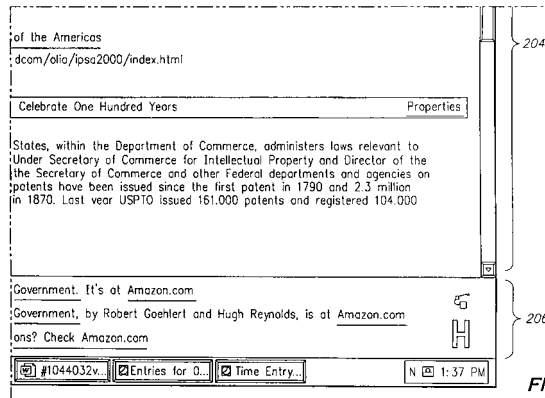 of the Americas
dcom/olia/ipsa2000/index.html
204
Celebrate One Hundred Years Properties
States, within the Department of Commerce, administers laws relevant to
Under Secretary of Commerce for Intellectual Property and Director of the
the Secretary of Commerce and other Federal departments and agencies on
patents have been issued since the first patent in 1790 and 2.3 million
in 1870. Last year USPTO issued 161.000 patents and registered 104.000
Government. It's at Amazon.com
Government, by Robert Goehlert and Hugh Reynolds, is at Amazon.com
206
ons? Check Amazon.com
H
#1044032v... Entries for O... Time Entry... N 1:37 PM
FI